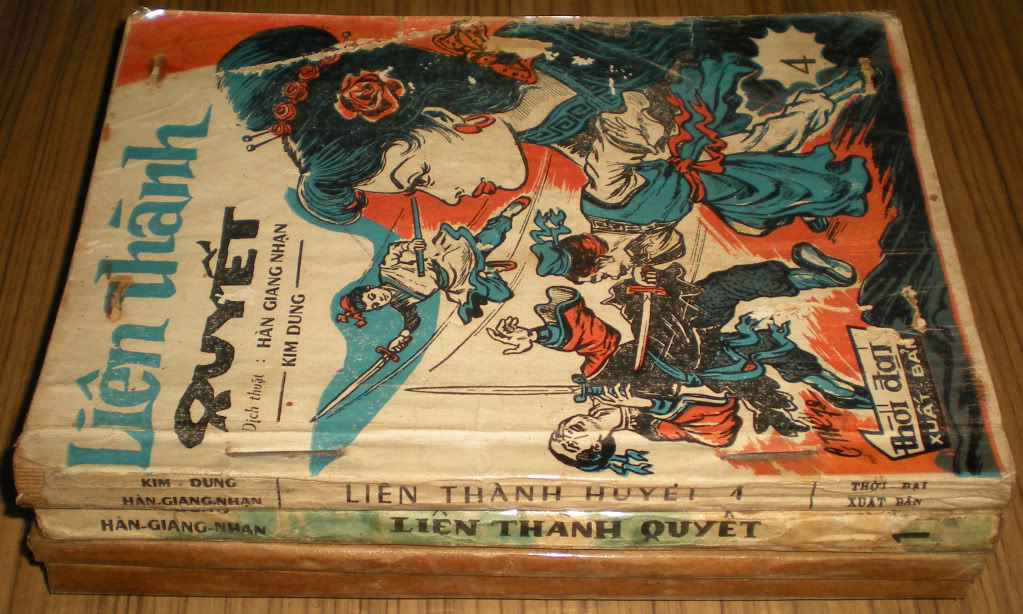 4
Liên thành
QUYẾT
Dịch thuật : HÀN GIANG NHẠN
KIM DUNG
thời đại
XUẤT BẢN
KIM - DUNG
HÀN-GIANG-NHẠN
LIÊN THÀNH HUYẾT 4
THỜI ĐẠI
XUẤT BẢN
HÀN-GIANG-NHẠN
LIÊN THÀNH QUYẾT
1